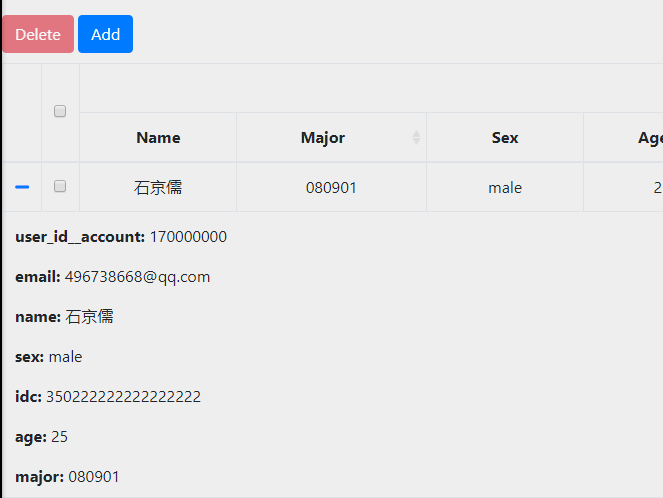 Delete Add
Name Major Sex Age
石京儒 080901 male 2
user_id__account: 170000000
email: 496738668@qq.com
name: 石京儒
sex: male
idc: 350222222222222222
age: 25
major: 080901